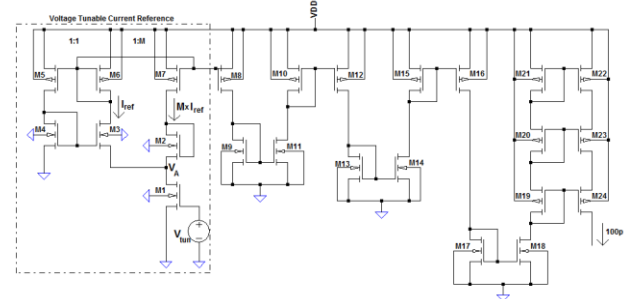 Voltage Tunable Current Reference
VDD
1:1
1:M
M5
M6
M7
M8
M10
M12
M15
M16
M21
M22
Iref
M×Iref
M4
M3
M2
M9
M11
M13
M14
M20
M23
VA
M1
M19
M24
Vtun
100p
M17
M18